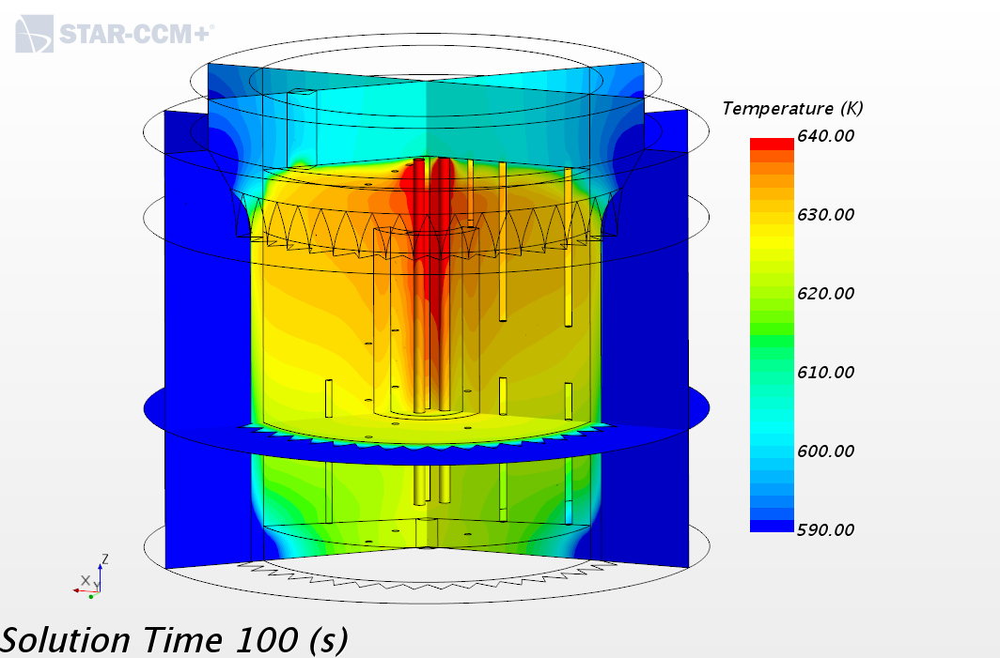 STAR-CCM+®
Temperature (K)
640.00
630.00
620.00
610.00
600.00
590.00
Z
X
Y
Solution Time 100 (s)